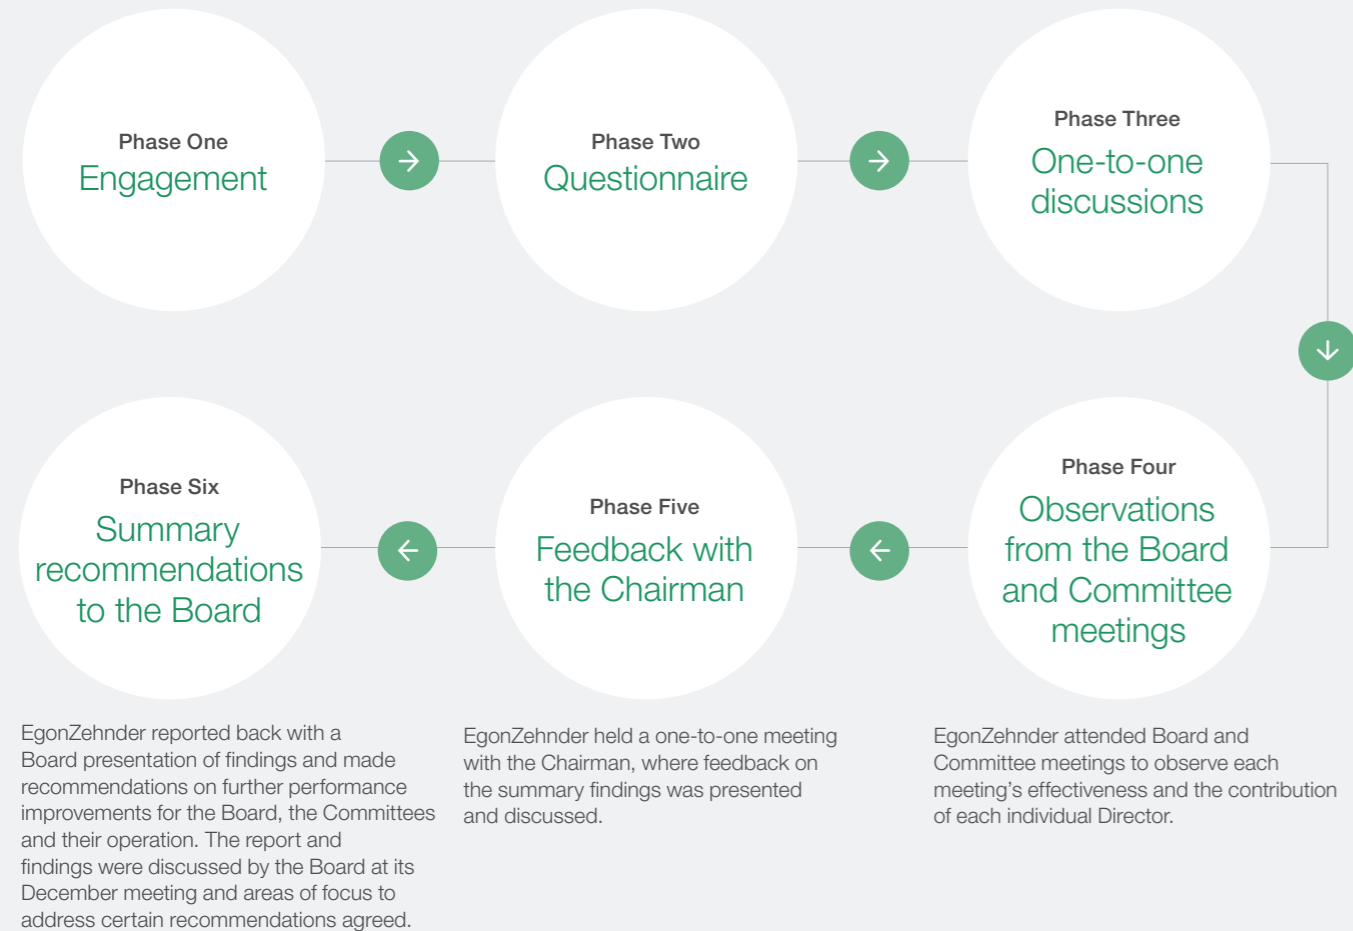 Phase One
Engagement
Phase Two
Questionnaire
Phase Three
One-to-one
discussions
Phase Four
Observations
from the Board
and Committee
meetings
EgonZehnder attended Board and
Committee meetings to observe each
meeting’s effectiveness and the contribution
of each individual Director.
Phase Five
Feedback with
the Chairman
EgonZehnder held a one-to-one meeting
with the Chairman, where feedback on
the summary findings was presented
and discussed.
Phase Six
Summary
recommendations
to the Board
EgonZehnder reported back with a
Board presentation of findings and made
recommendations on further performance
improvements for the Board, the Committees
and their operation. The report and
findings were discussed by the Board at its
December meeting and areas of focus to
address certain recommendations agreed.